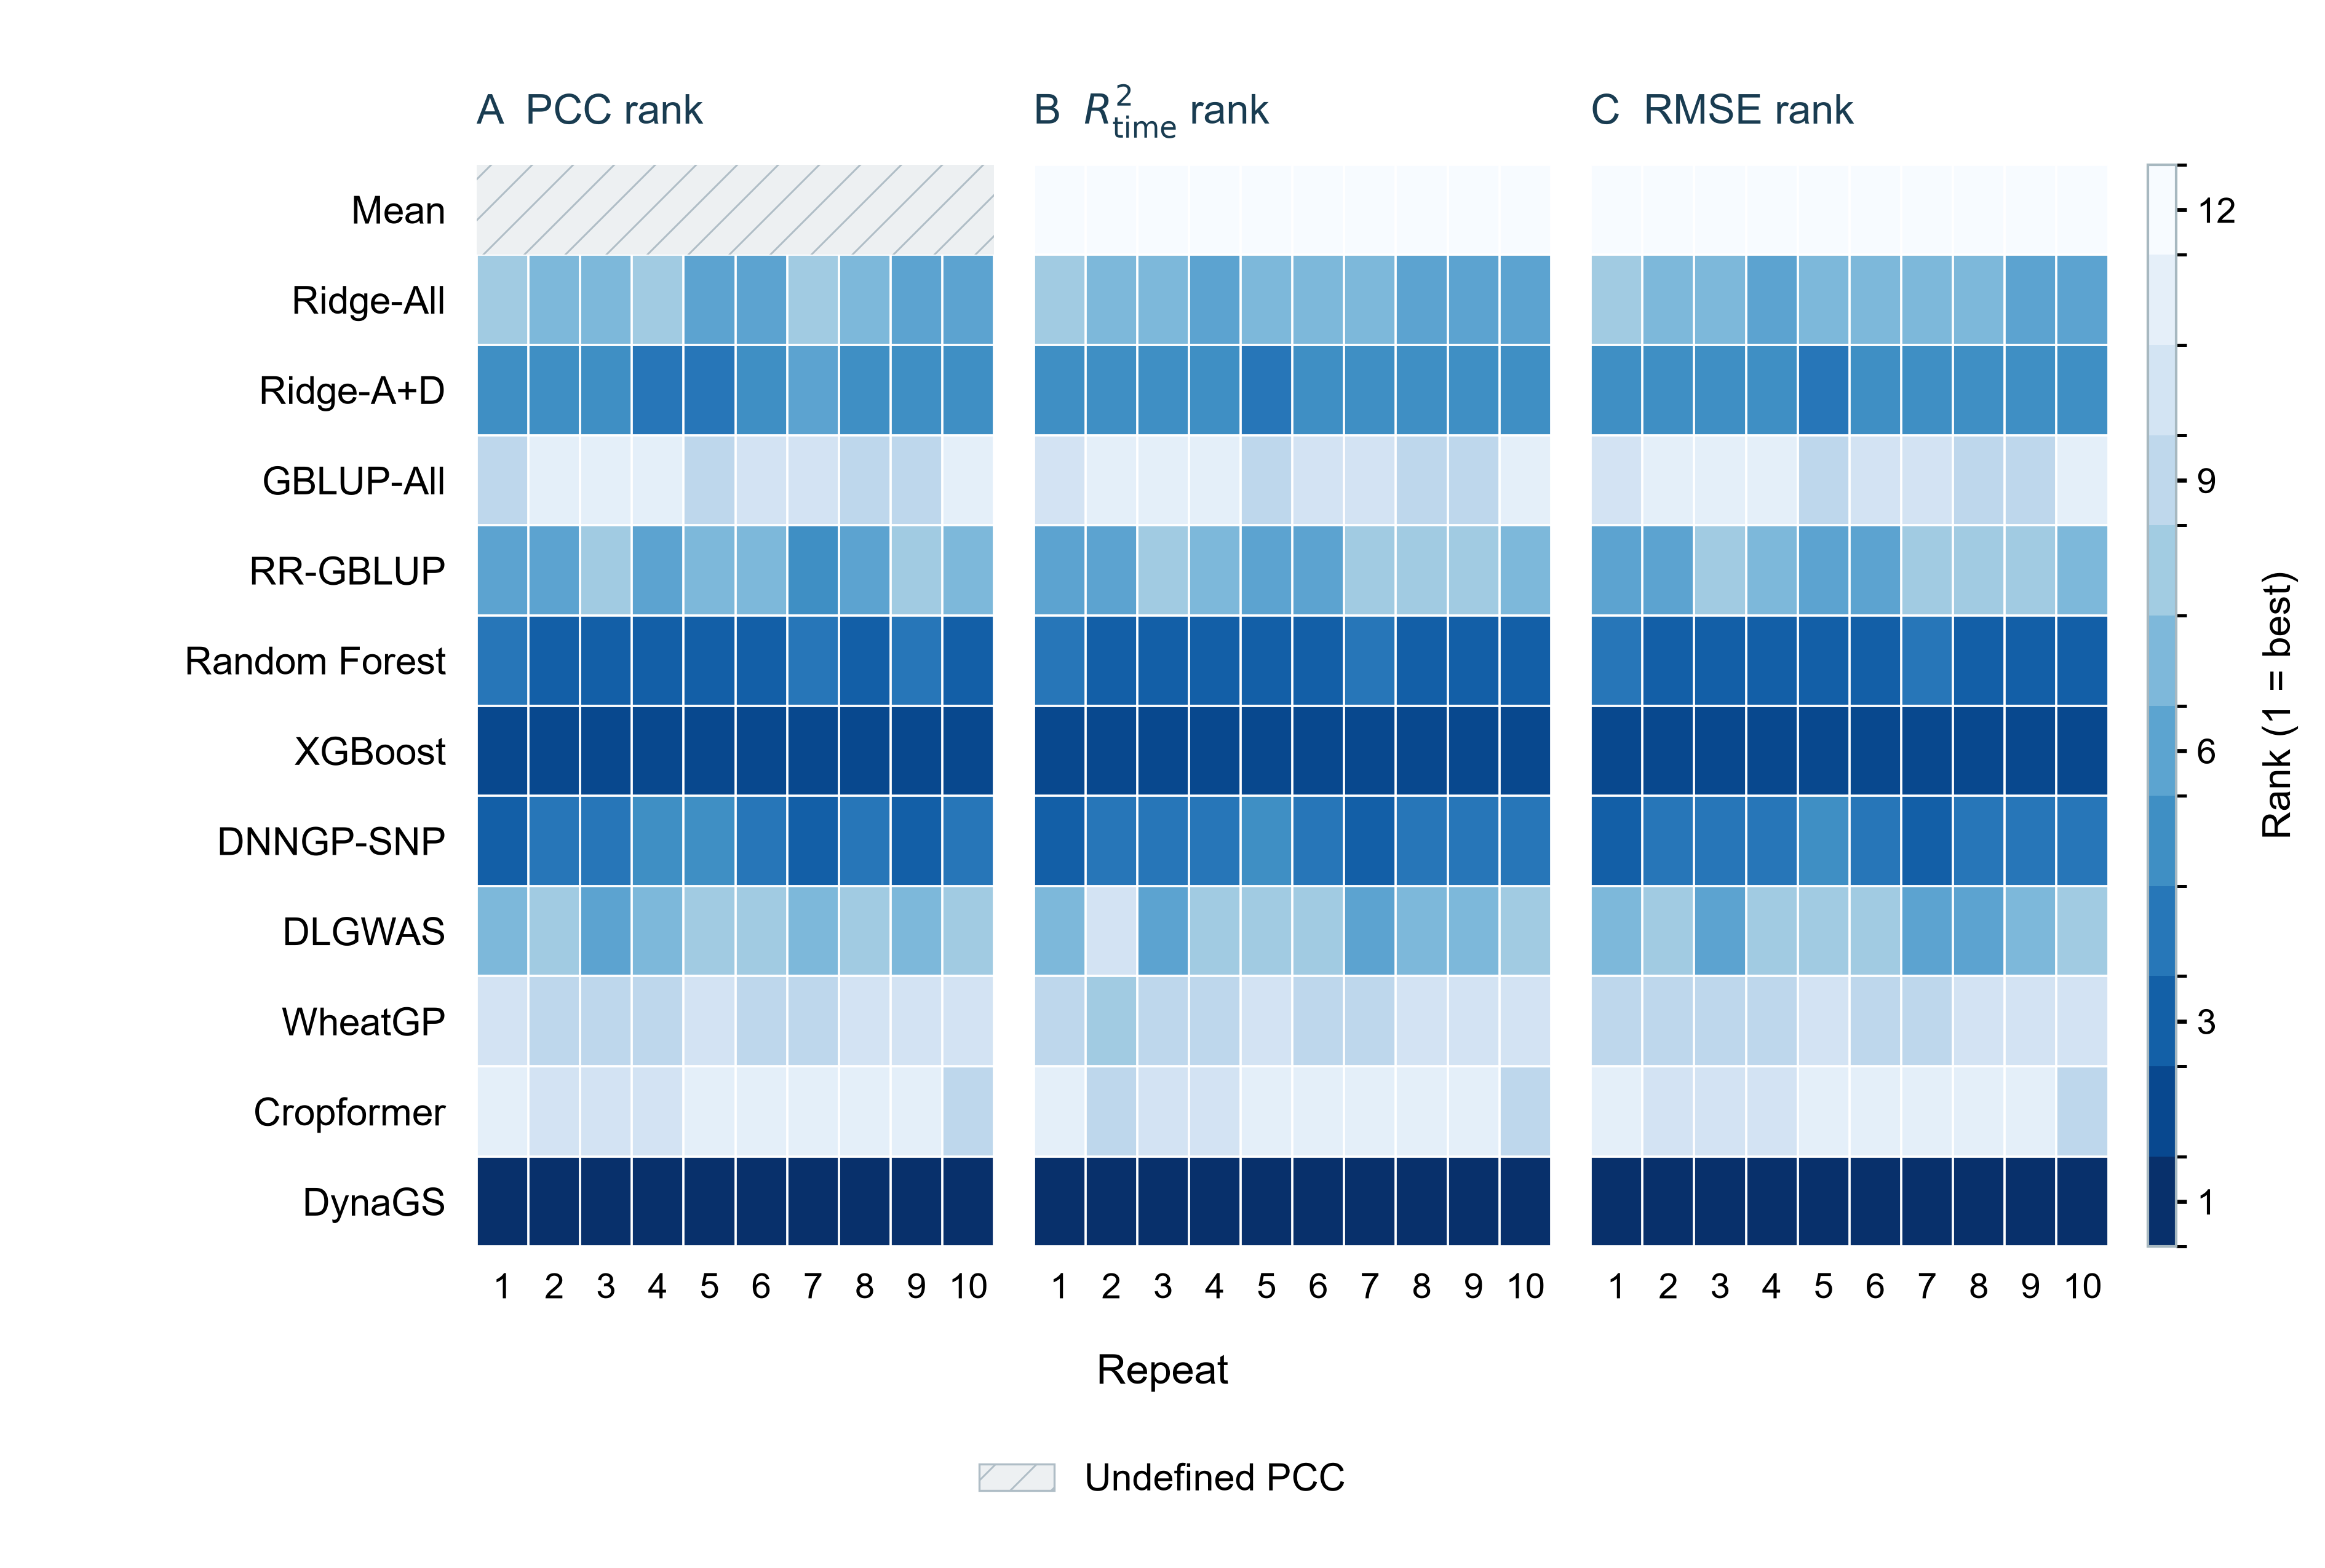 A PCC rank
B R²time rank
C RMSE rank
Mean
Ridge-All
Ridge-A+D
GBLUP-All
RR-GBLUP
Random Forest
XGBoost
DNNGP-SNP
DLGWAS
WheatGP
Cropformer
DynaGS
1 2 3 4 5 6 7 8 9 10
1 2 3 4 5 6 7 8 9 10
1 2 3 4 5 6 7 8 9 10
Repeat
12
9
6
3
1
Rank (1 = best)
Undefined PCC